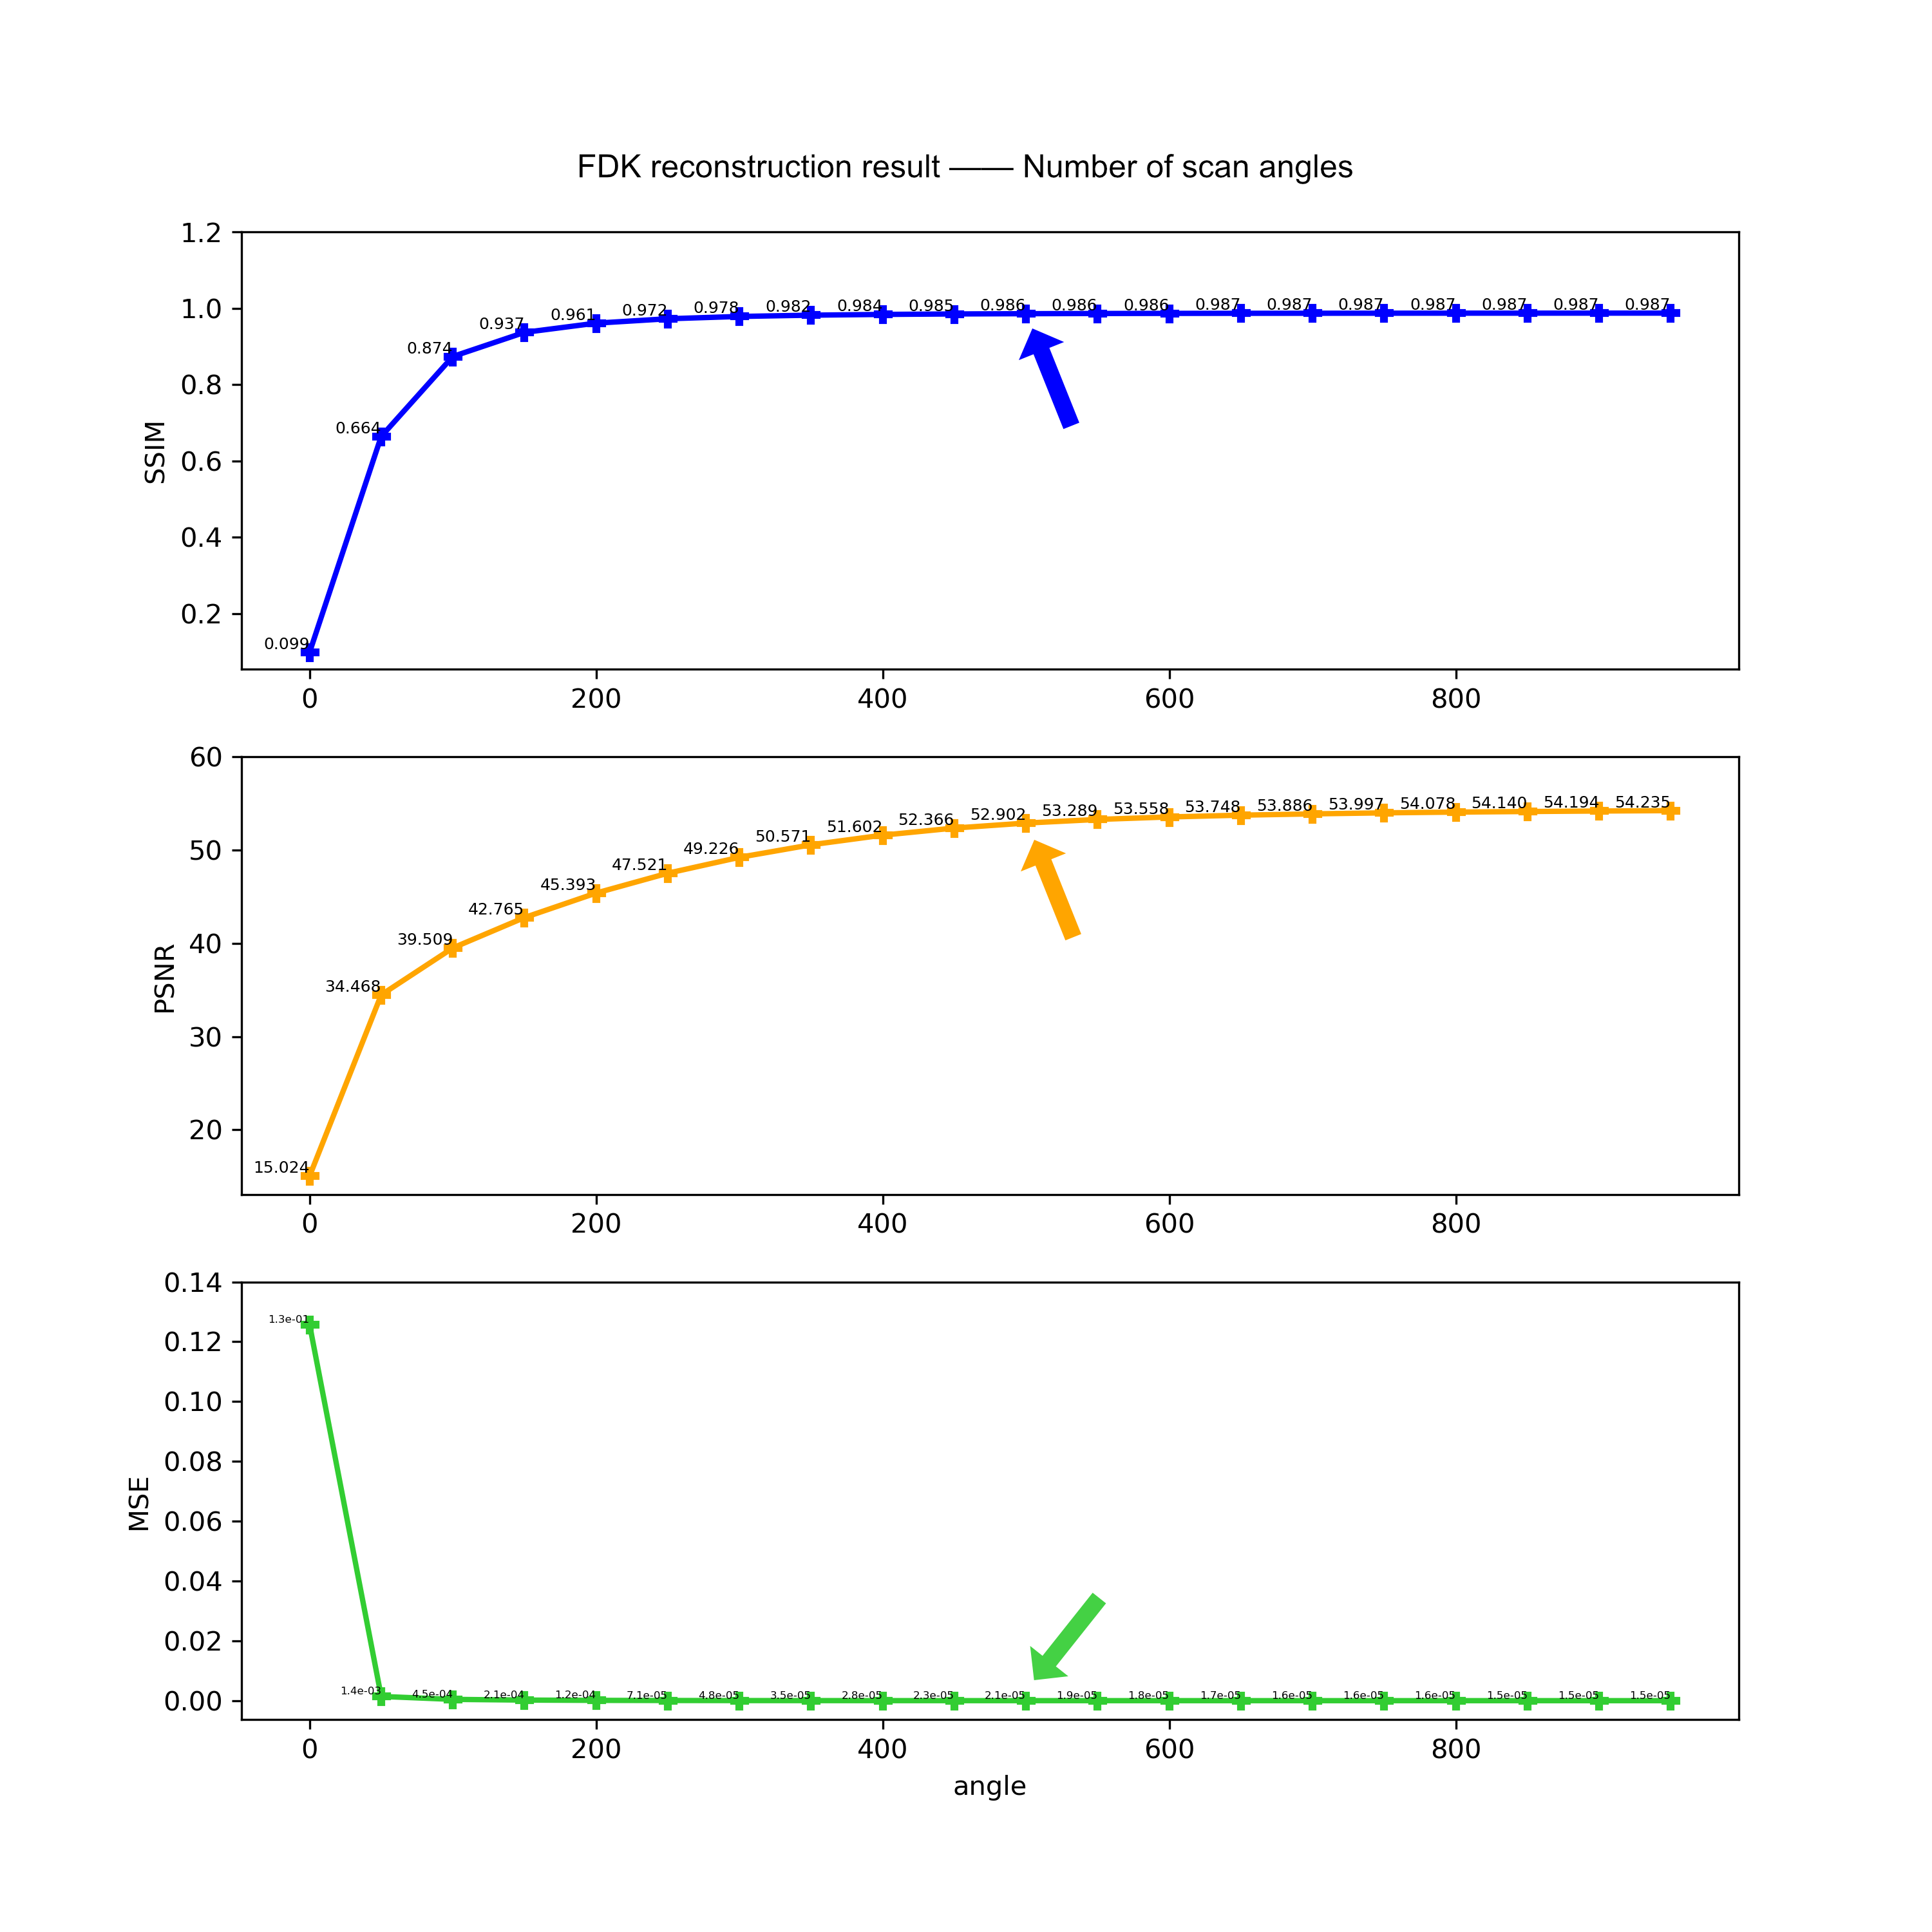 FDK reconstruction result —— Number of scan angles
1.2
1.0
0.8
0.6
0.4
0.2
SSIM
0.099 0.664 0.874 0.937 0.961 0.972 0.978 0.982 0.984 0.985 0.986 0.986 0.986 0.987 0.987 0.987 0.987 0.987 0.987 0.987
0 200 400 600 800
60
50
40
30
20
PSNR
15.024 34.468 39.509 42.765 45.393 47.521 49.226 50.571 51.602 52.366 52.902 53.289 53.558 53.748 53.886 53.997 54.078 54.140 54.194 54.235
0 200 400 600 800
0.14
0.12
0.10
0.08
0.06
0.04
0.02
0.00
MSE
1.3e-01 1.4e-03 4.5e-04 2.1e-04 1.2e-04 7.1e-05 4.8e-05 3.5e-05 2.8e-05 2.3e-05 2.1e-05 1.9e-05 1.8e-05 1.7e-05 1.6e-05 1.6e-05 1.6e-05 1.5e-05 1.5e-05 1.5e-05
0 200 400 600 800
angle